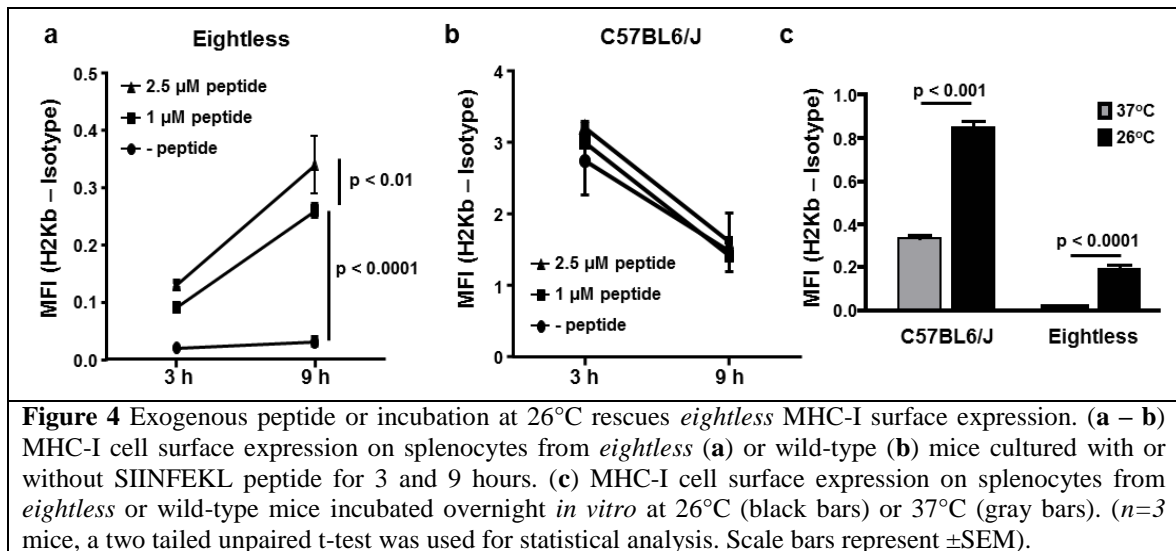 a
Eightless
MFI (H2Kb – Isotype)
0.5
0.4
0.3
0.2
0.1
0.0
2.5 µM peptide
1 µM peptide
- peptide
p < 0.01
p < 0.0001
3 h 9 h
b
C57BL6/J
MFI (H2Kb – Isotype)
4
3
2
1
0
2.5 µM peptide
1 µM peptide
- peptide
3 h 9 h
c
MFI (H2Kb – Isotype)
1.0
0.8
0.6
0.4
0.2
0.0
p < 0.001
p < 0.0001
37°C
26°C
C57BL6/J Eightless
Figure 4 Exogenous peptide or incubation at 26°C rescues eightless MHC-I surface expression. (a – b)
MHC-I cell surface expression on splenocytes from eightless (a) or wild-type (b) mice cultured with or
without SIINFEKL peptide for 3 and 9 hours. (c) MHC-I cell surface expression on splenocytes from
eightless or wild-type mice incubated overnight in vitro at 26°C (black bars) or 37°C (gray bars). (n=3
mice, a two tailed unpaired t-test was used for statistical analysis. Scale bars represent ±SEM).